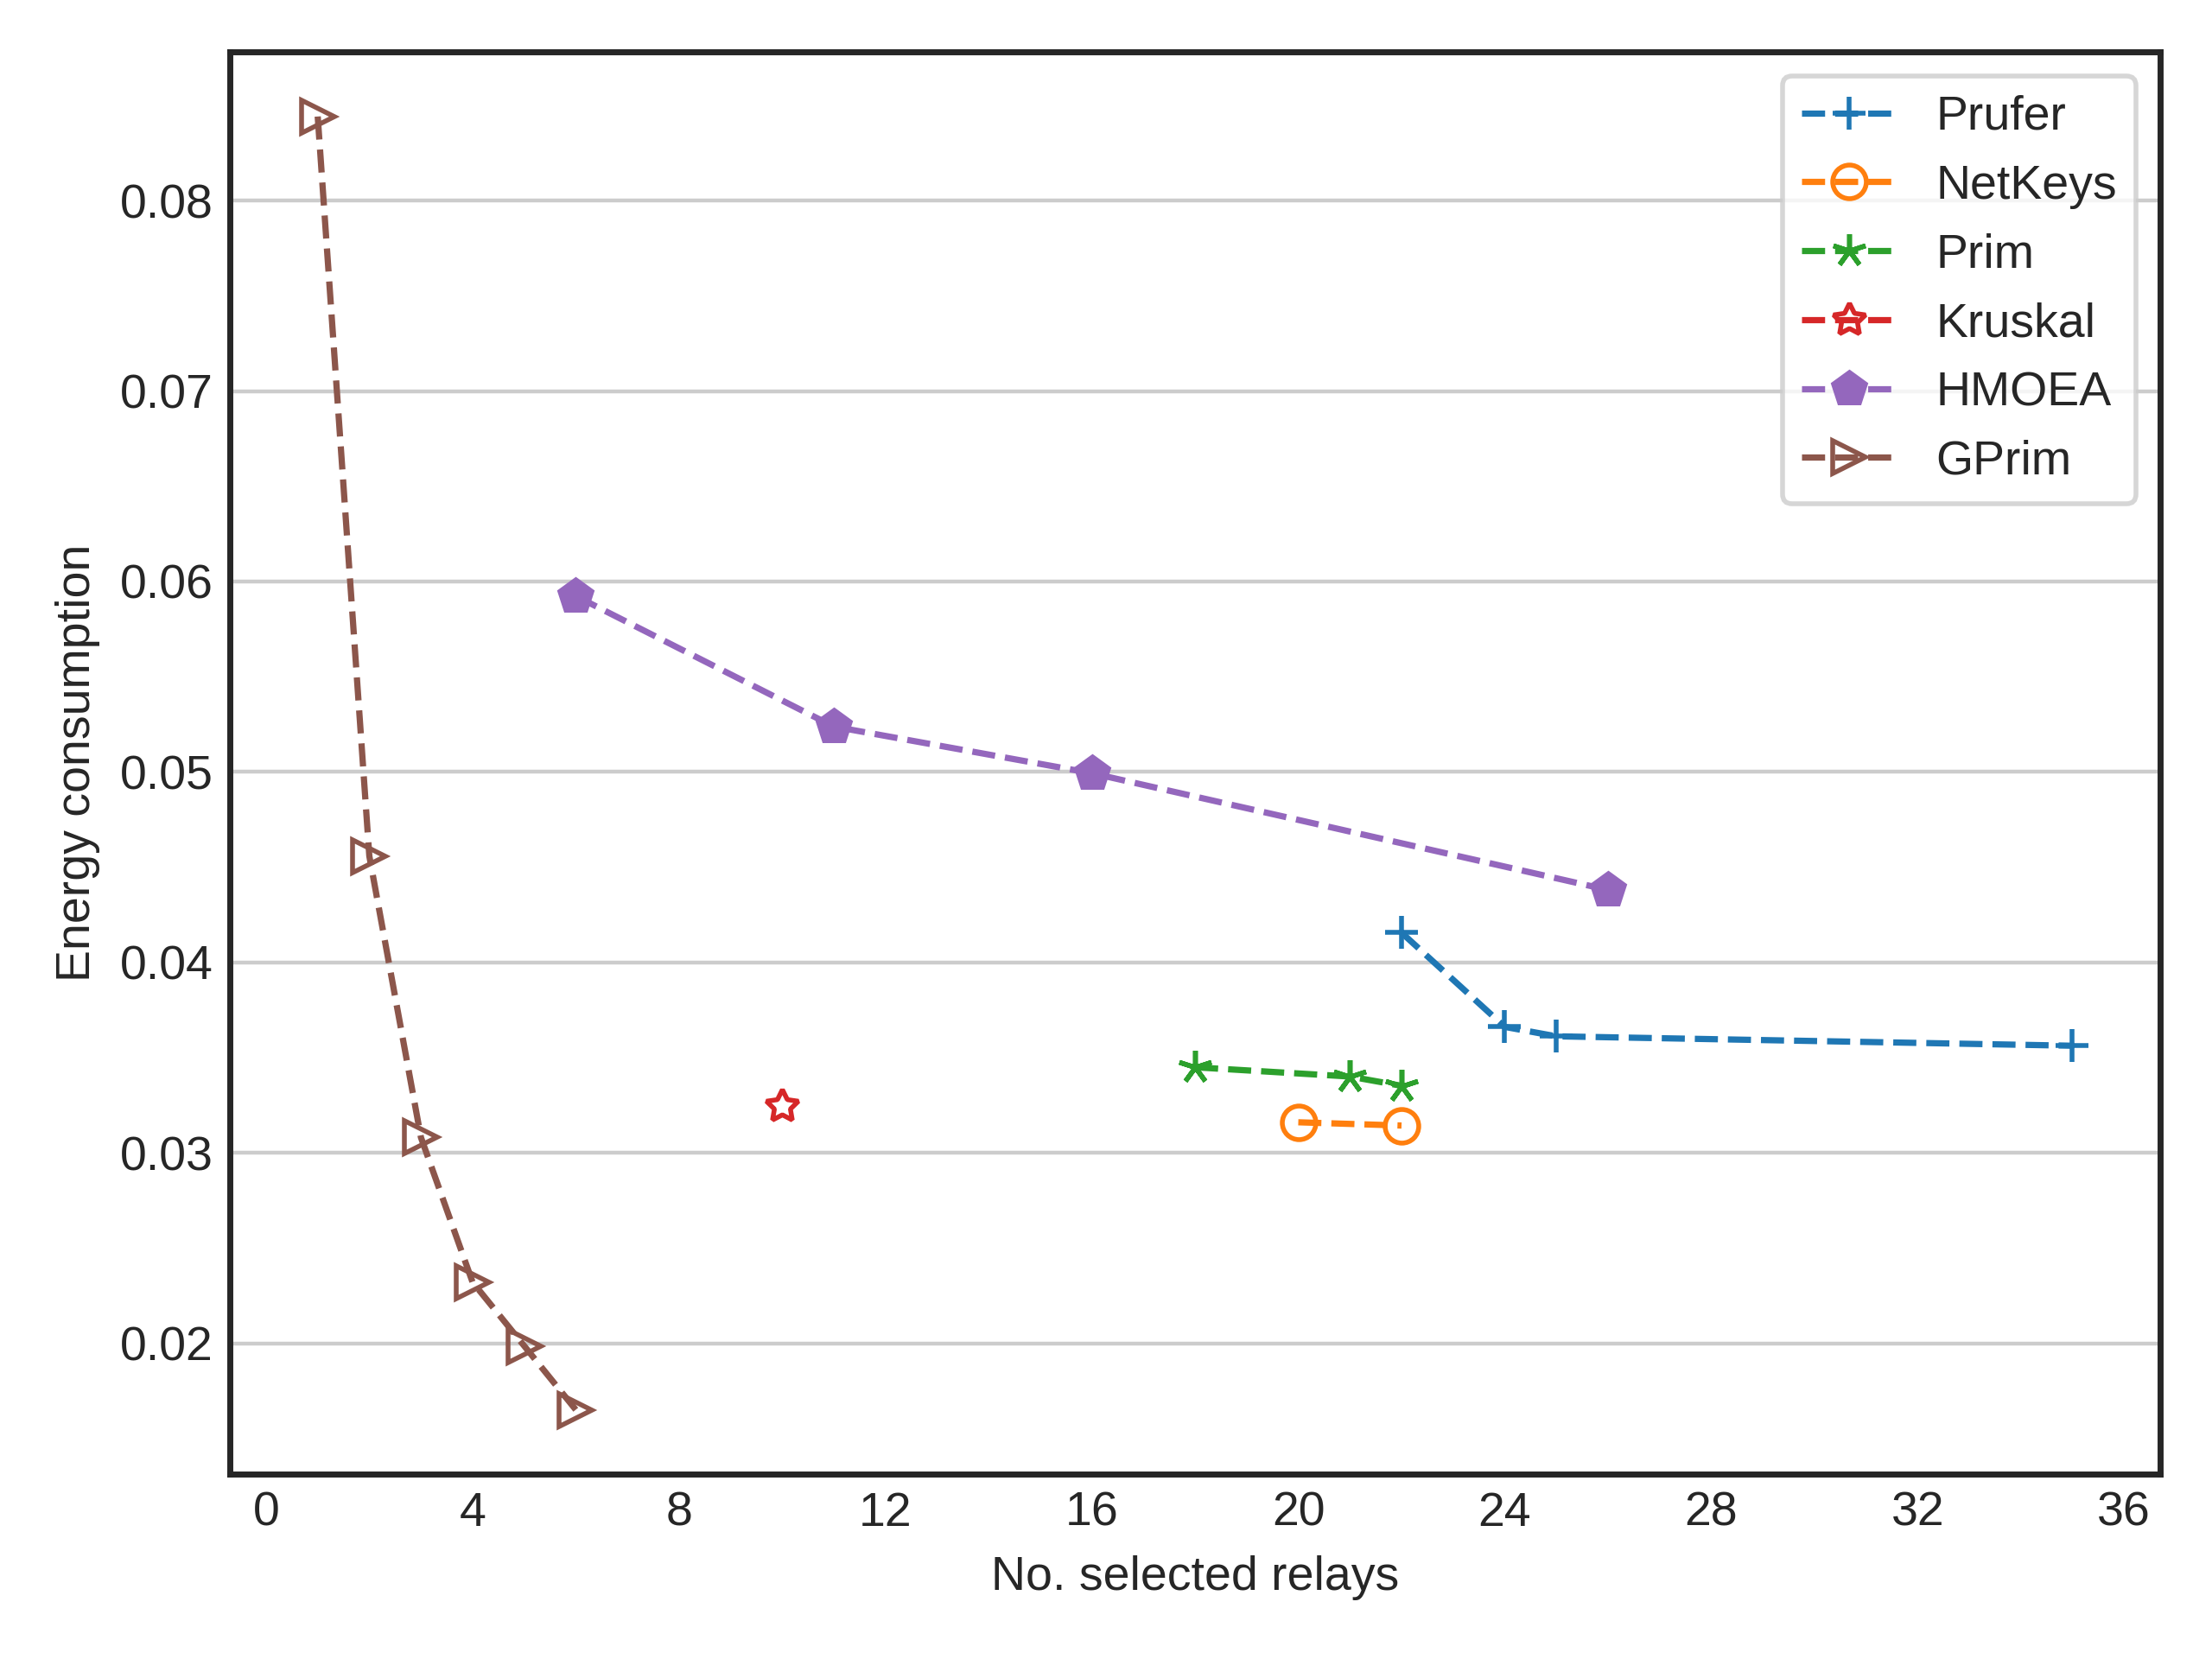 Prufer
NetKeys
Prim
Kruskal
HMOEA
GPrim
Energy consumption
0.08
0.07
0.06
0.05
0.04
0.03
0.02
0 4 8 12 16 20 24 28 32 36
No. selected relays